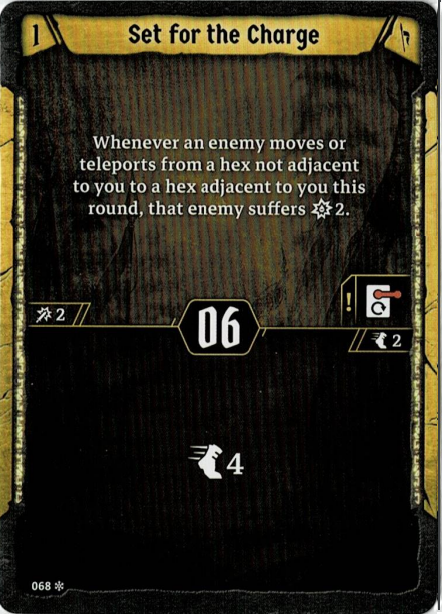 1
Set for the Charge
Whenever an enemy moves or
teleports from a hex not adjacent
to you to a hex adjacent to you this
round, that enemy suffers 2.
!
2
06
2
4
068